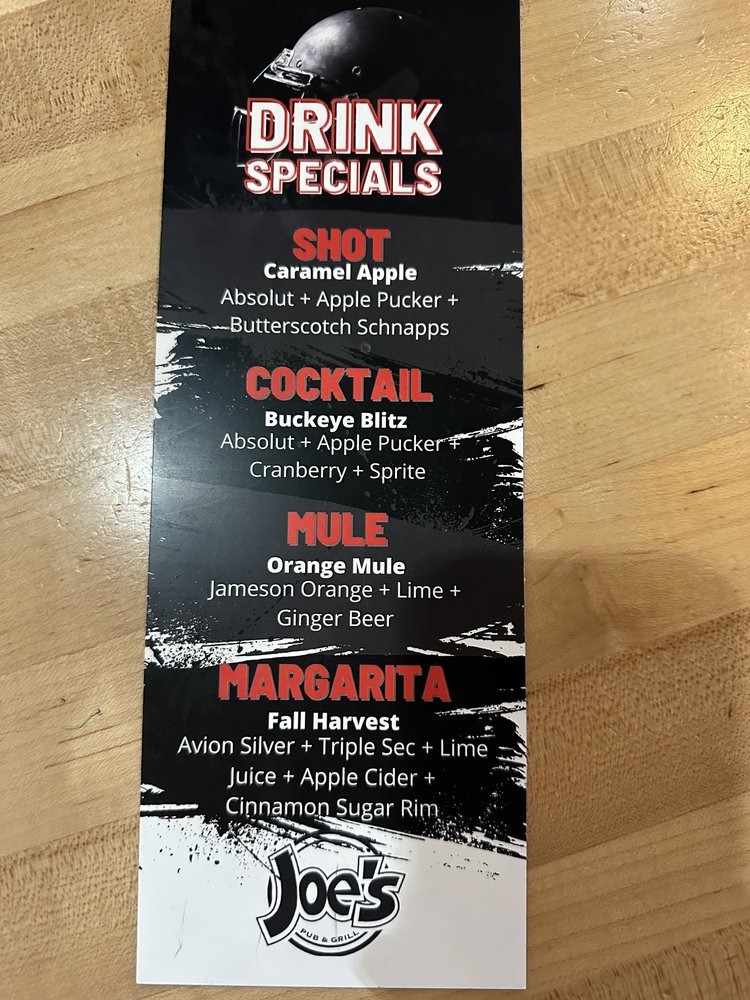 DRINK
SPECIALS
SHOT
Caramel Apple
Absolut + Apple Pucker +
Butterscotch Schnapps
COCKTAIL
Buckeye Blitz
Absolut + Apple Pucker +
Cranberry + Sprite
MULE
Orange Mule
Jameson Orange + Lime +
Ginger Beer
MARGARITA
Fall Harvest
Avion Silver + Triple Sec + Lime
Juice + Apple Cider +
Cinnamon Sugar Rim
Joe's
PUB & GRILL